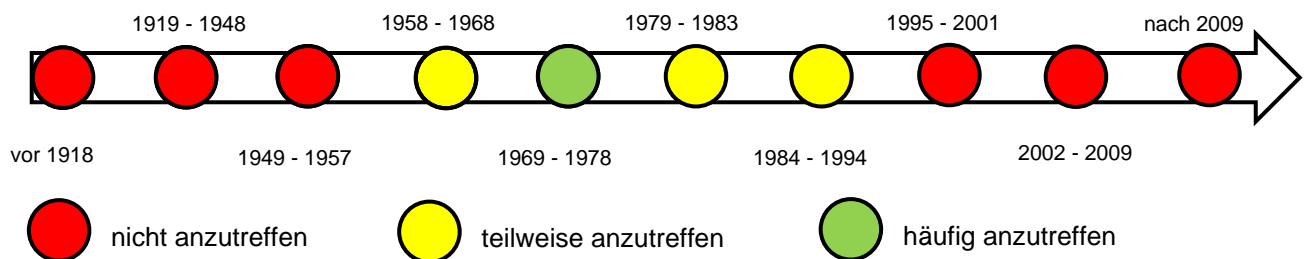 1919 - 1948 1958 - 1968 1979 - 1983 1995 - 2001 nach 2009
vor 1918 1949 - 1957 1969 - 1978 1984 - 1994 2002 - 2009
nicht anzutreffen teilweise anzutreffen häufig anzutreffen